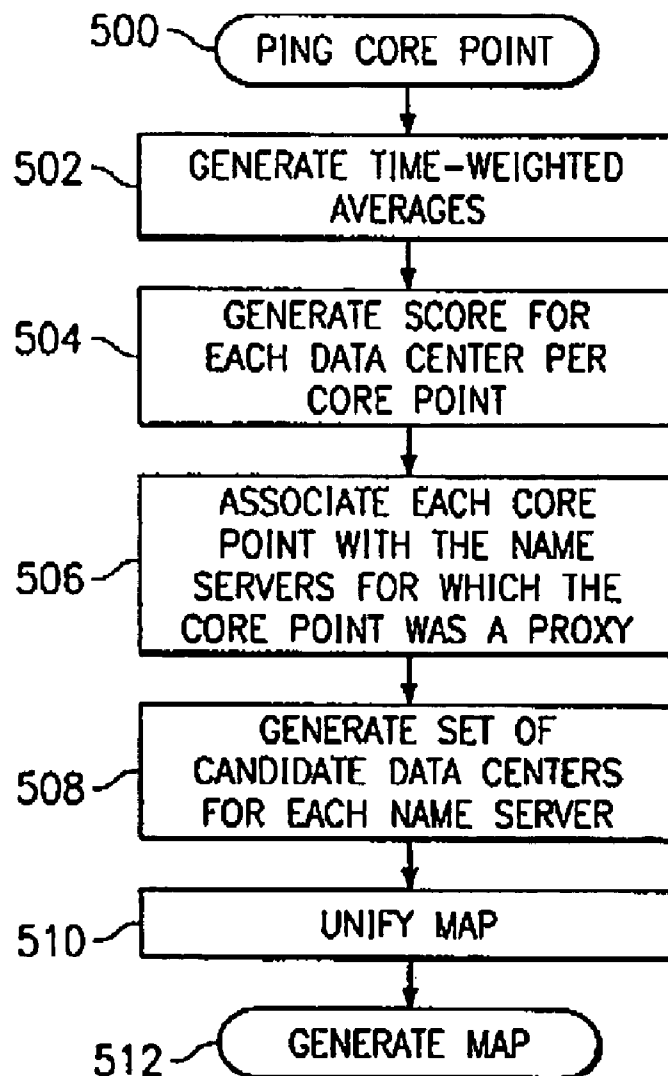 500
PING CORE POINT
502
GENERATE TIME-WEIGHTED
AVERAGES
504
GENERATE SCORE FOR
EACH DATA CENTER PER
CORE POINT
506
ASSOCIATE EACH CORE
POINT WITH THE NAME
SERVERS FOR WHICH THE
CORE POINT WAS A PROXY
508
GENERATE SET OF
CANDIDATE DATA CENTERS
FOR EACH NAME SERVER
510
UNIFY MAP
512
GENERATE MAP